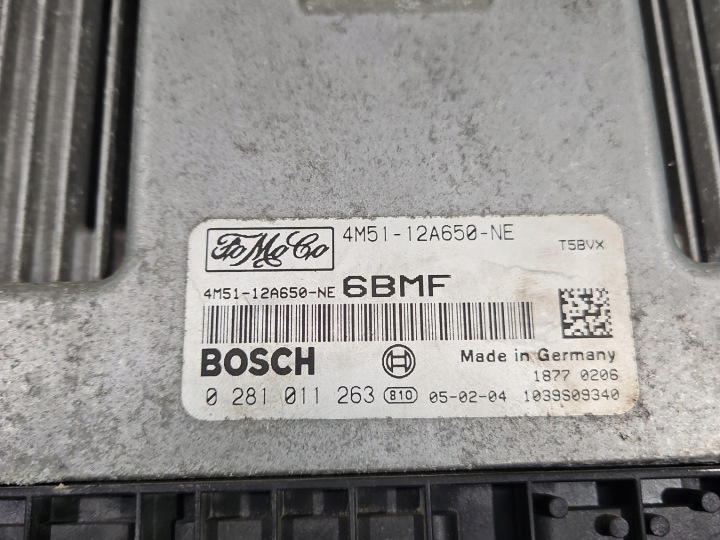 FoMoCo 4M51-12A650-NE T5BVX
4M51-12A650-NE 6BMF
BOSCH Made in Germany
1877 0206
0 281 011 263 810 05-02-04 1039S09340